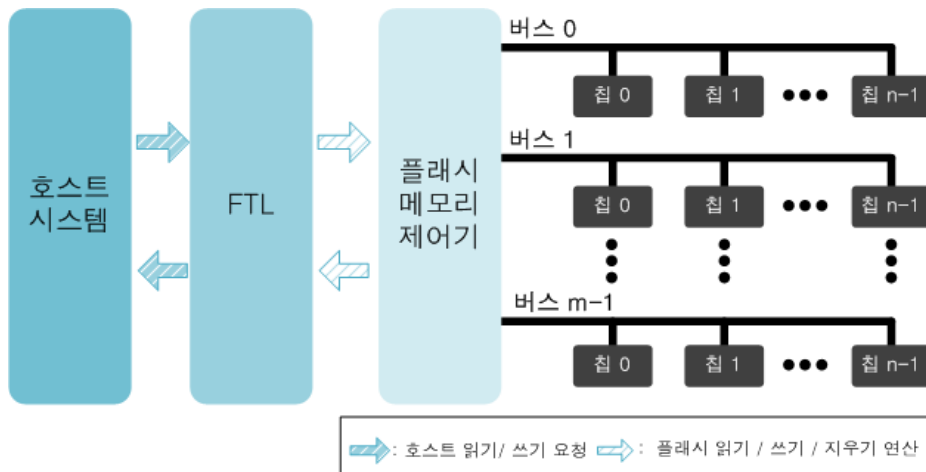 호스트
시스템
FTL
플래시
메모리
제어기
버스 0
칩 0 칩 1 칩 n-1
버스 1
칩 0 칩 1 칩 n-1
버스 m-1
칩 0 칩 1 칩 n-1
: 호스트 읽기/ 쓰기 요청 : 플래시 읽기 / 쓰기 / 지우기 연산